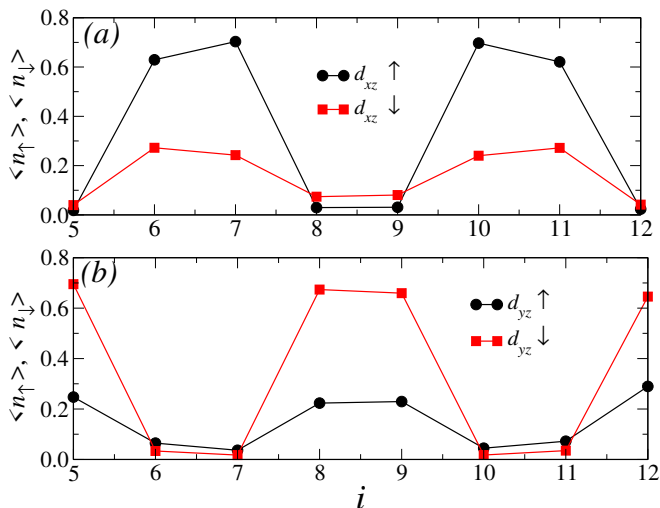 (a)
<n↑>, <n↓>
0.8
0.6
0.4
0.2
0.0
d_xz ↑
d_xz ↓
5 6 7 8 9 10 11 12
(b)
<n↑>, <n↓>
0.8
0.6
0.4
0.2
0.0
d_yz ↑
d_yz ↓
5 6 7 8 9 10 11 12
i